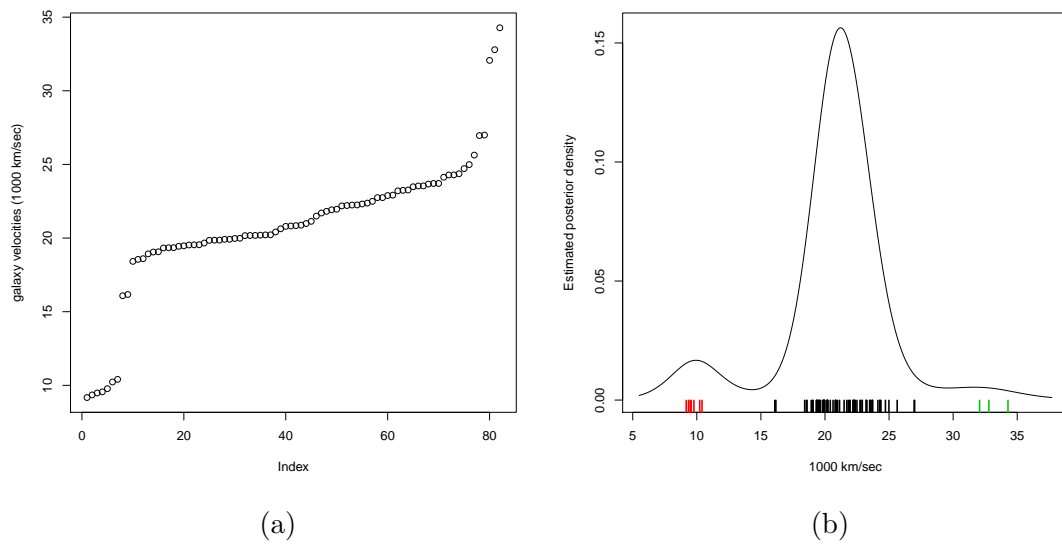 35
30
25
20
15
10
galaxy velocities (1000 km/sec)
0 20 40 60 80
Index
(a)
0.15
0.10
0.05
0.00
Estimated posterior density
5 10 15 20 25 30 35
1000 km/sec
(b)